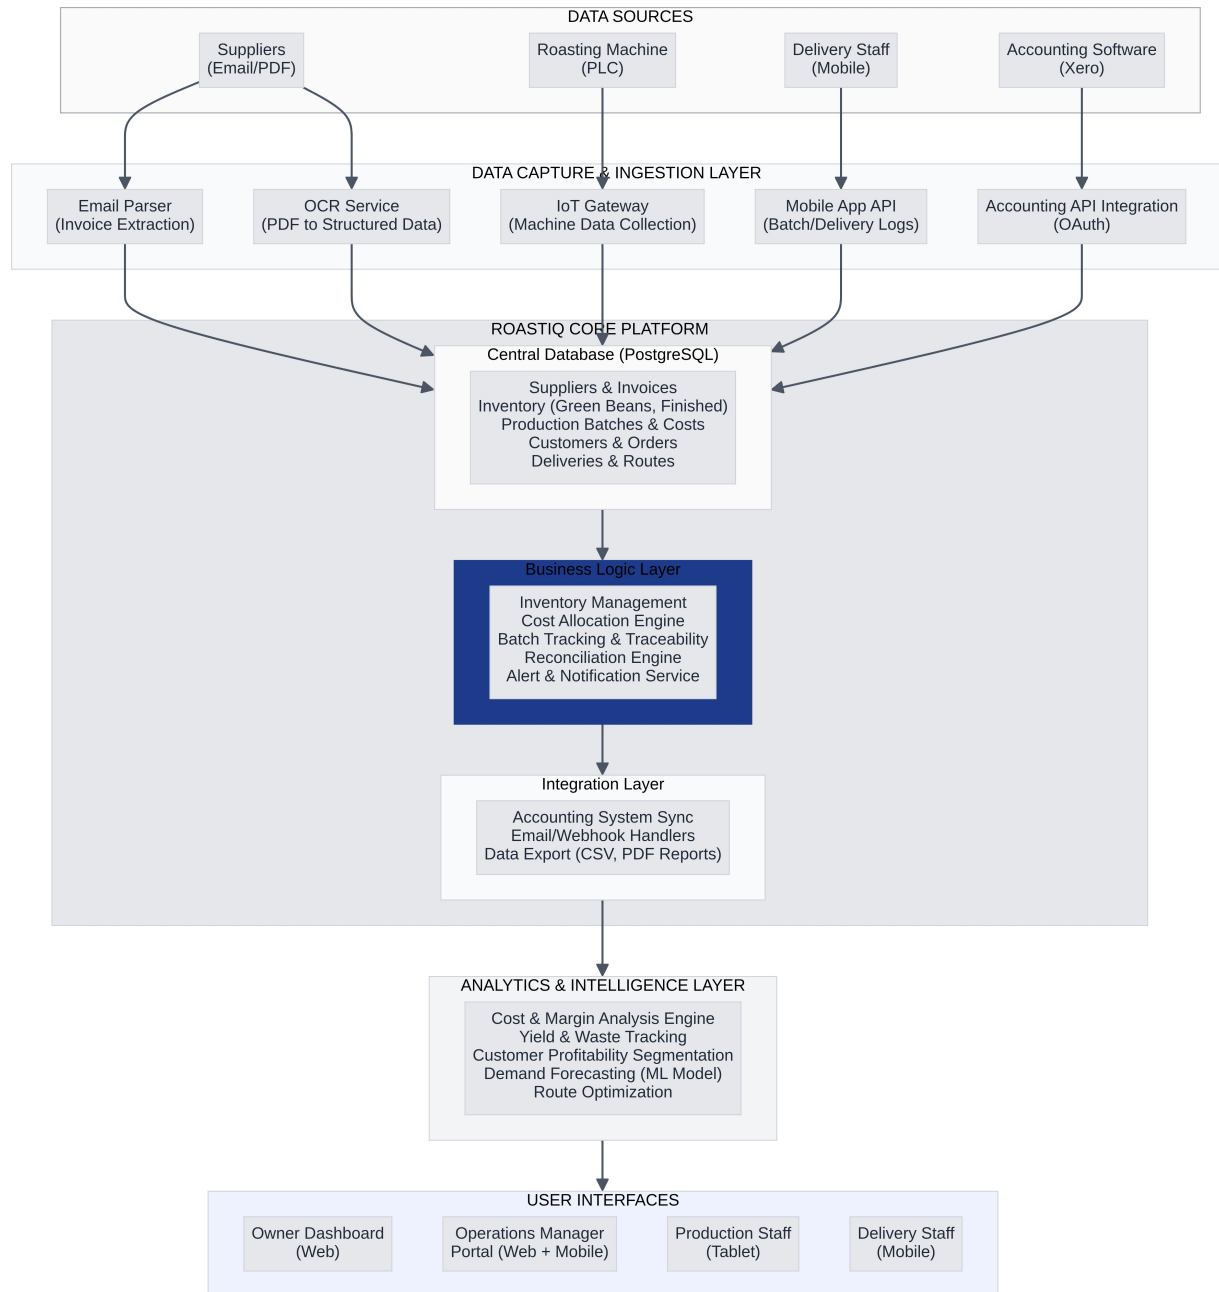 DATA SOURCES
Suppliers
(Email/PDF)
Roasting Machine
(PLC)
Delivery Staff
(Mobile)
Accounting Software
(Xero)
DATA CAPTURE & INGESTION LAYER
Email Parser
(Invoice Extraction)
OCR Service
(PDF to Structured Data)
IoT Gateway
(Machine Data Collection)
Mobile App API
(Batch/Delivery Logs)
Accounting API Integration
(OAuth)
ROASTIQ CORE PLATFORM
Central Database (PostgreSQL)
Suppliers & Invoices
Inventory (Green Beans, Finished)
Production Batches & Costs
Customers & Orders
Deliveries & Routes
Business Logic Layer
Inventory Management
Cost Allocation Engine
Batch Tracking & Traceability
Reconciliation Engine
Alert & Notification Service
Integration Layer
Accounting System Sync
Email/Webhook Handlers
Data Export (CSV, PDF Reports)
ANALYTICS & INTELLIGENCE LAYER
Cost & Margin Analysis Engine
Yield & Waste Tracking
Customer Profitability Segmentation
Demand Forecasting (ML Model)
Route Optimization
USER INTERFACES
Owner Dashboard
(Web)
Operations Manager
Portal (Web + Mobile)
Production Staff
(Tablet)
Delivery Staff
(Mobile)